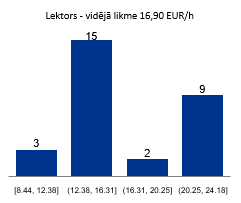 Lektors - vidējā likme 16,90 EUR/h
15
9
3
2
[8.44, 12.38] (12.38, 16.31] (16.31, 20.25] (20.25, 24.18]